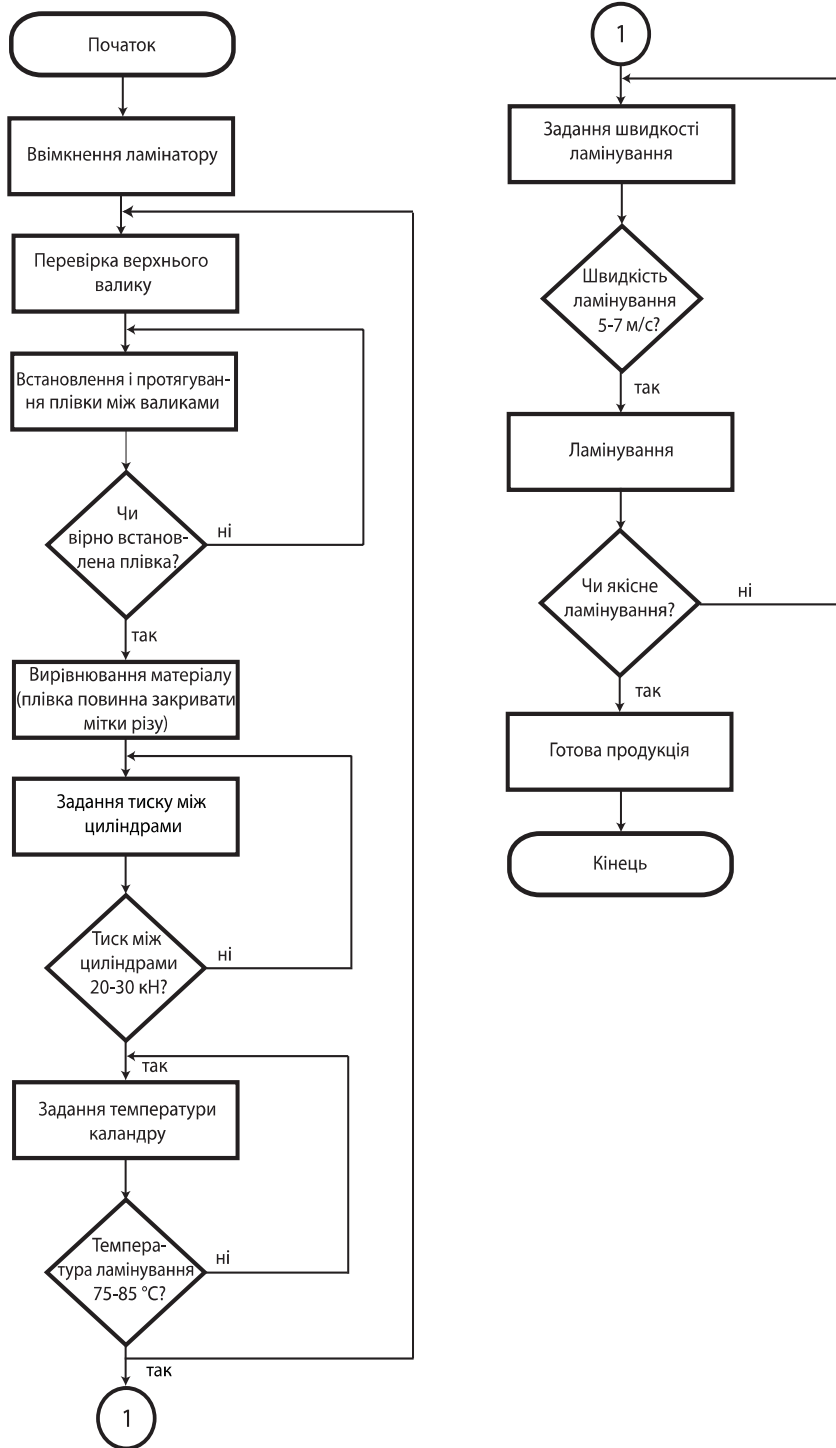 Початок
Ввімкнення ламінатору
Перевірка верхнього
валику
Встановлення і протягуван-
ня плівки між валиками
Чи
вірно встанов-
лена плівка?
ні
так
Вирівнювання матеріалу
(плівка повинна закривати
мітки різу)
Задання тиску між
циліндрами
Тиск між
циліндрами
20-30 кН?
ні
так
Задання температури
каландру
Темпера-
тура ламінування
75-85 °C?
ні
так
1
1
Задання швидкості
ламінування
Швидкість
ламінування
5-7 м/с?
так
Ламінування
Чи якісне
ламінування?
ні
так
Готова продукція
Кінець